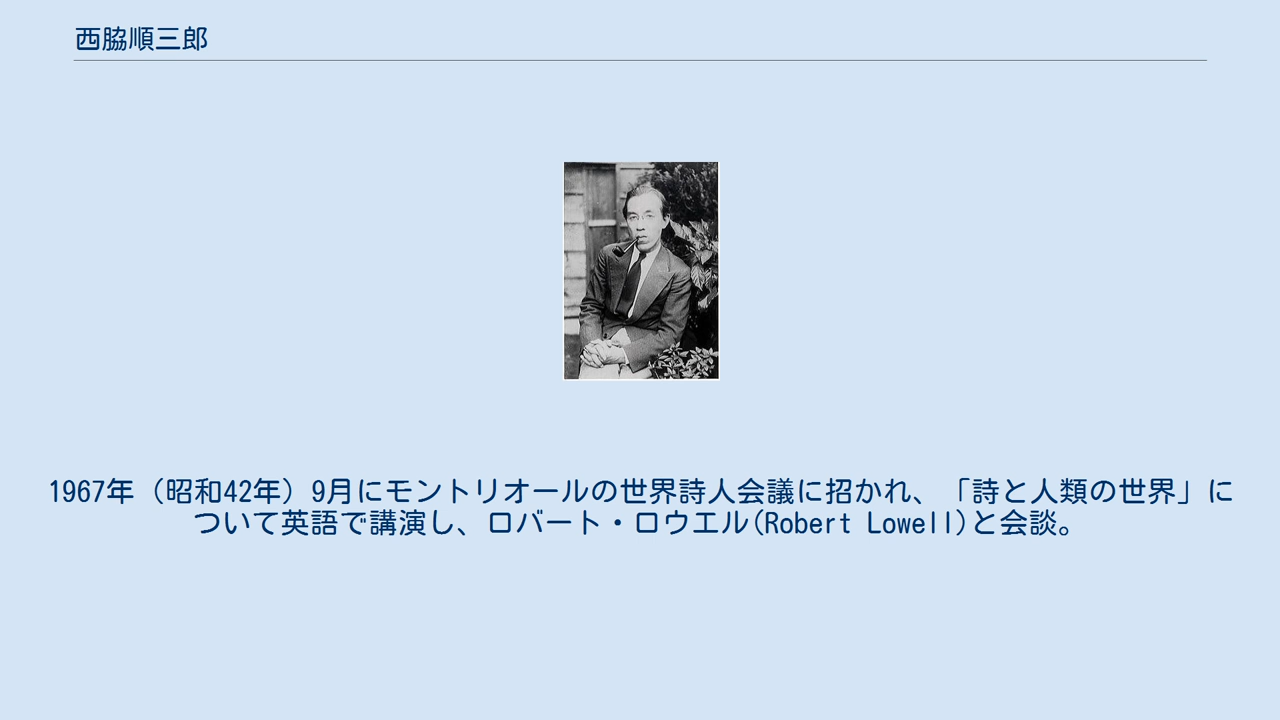 西脇順三郎
1967年（昭和42年）9月にモントリオールの世界詩人会議に招かれ、「詩と人類の世界」に
ついて英語で講演し、ロバート・ロウエル(Robert Lowell)と会談。